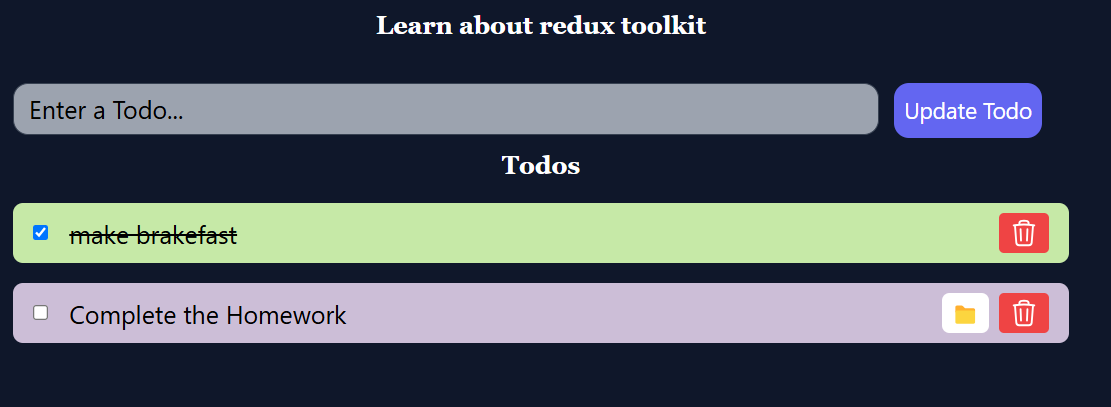 Learn about redux toolkit
Enter a Todo... Update Todo
Todos
make brakefast
Complete the Homework